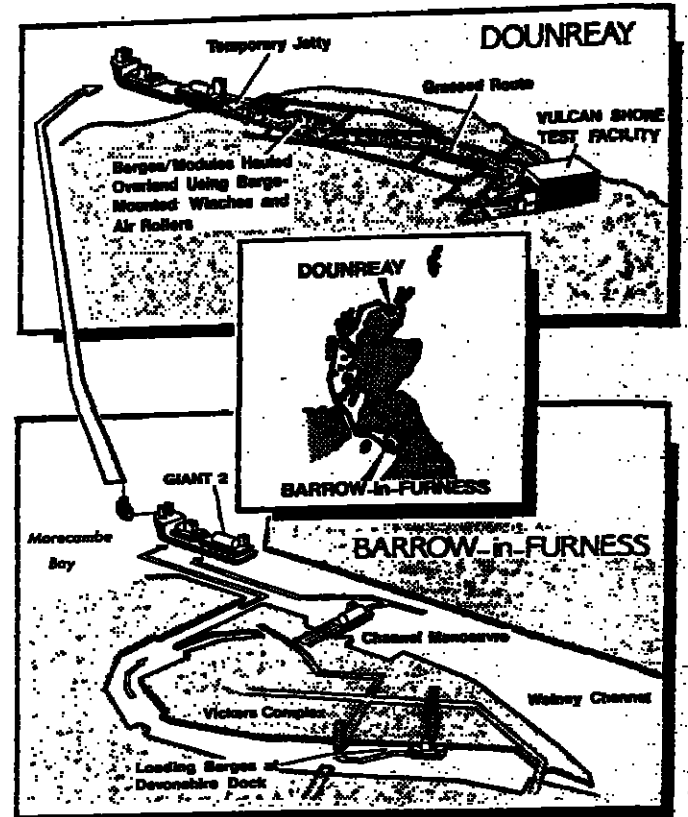 DOUNREAY
Temporary Jetty
Grassed Route
VULCAN SHORE
TEST FACILITY
Barges/Modules Hauled
Overland Using Barge-
Mounted Winches and
Air Rollers
DOUNREAY
BARROW-in-FURNESS
GIANT 2
Morecambe
Bay
BARROW-in-FURNESS
Channel Manoeuvre
Walney Channel
Vickers Complex
Loading Barges at
Devonshire Dock